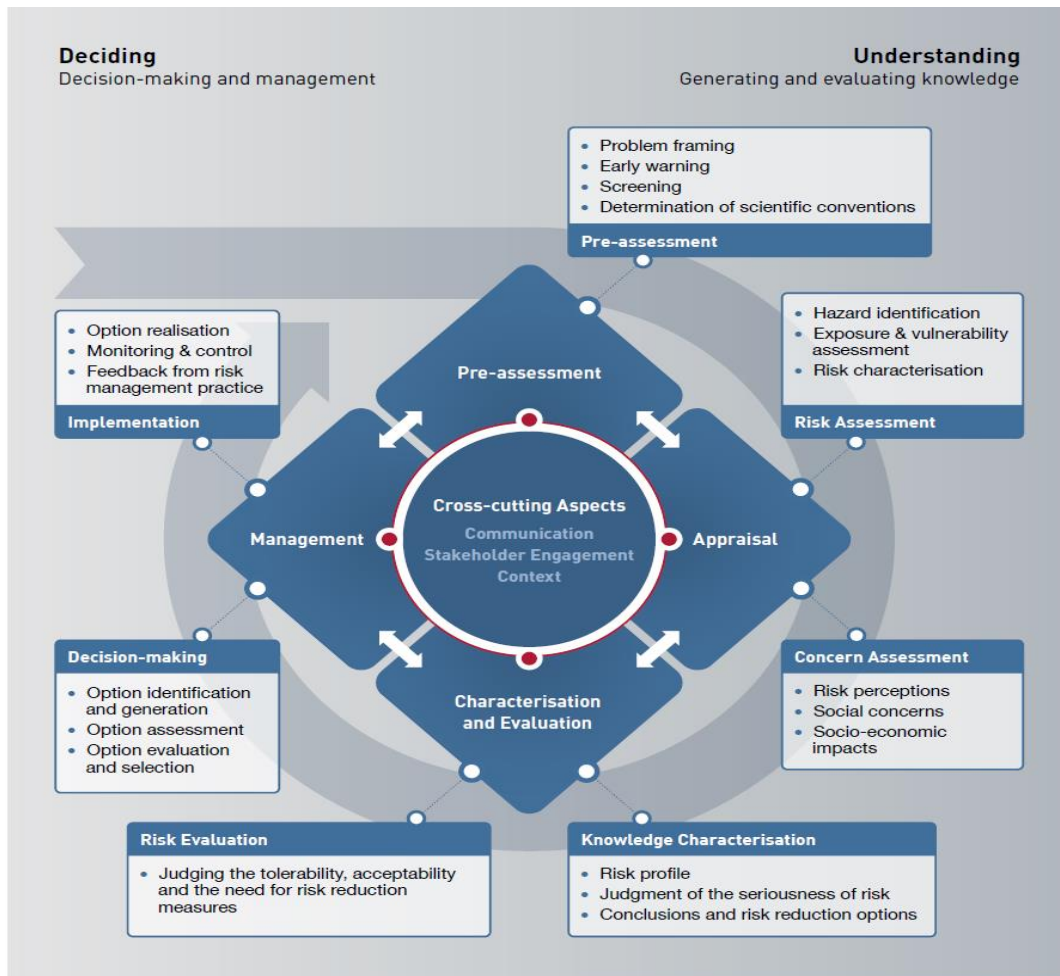 Deciding
Decision-making and management
Understanding
Generating and evaluating knowledge
• Problem framing
• Early warning
• Screening
• Determination of scientific conventions
Pre-assessment
• Option realisation
• Monitoring & control
• Feedback from risk
management practice
Implementation
• Hazard identification
• Exposure & vulnerability
assessment
• Risk characterisation
Risk Assessment
Pre-assessment
Management
Cross-cutting Aspects
Communication
Stakeholder Engagement
Context
Appraisal
Characterisation
and Evaluation
Decision-making
• Option identification
and generation
• Option assessment
• Option evaluation
and selection
Concern Assessment
• Risk perceptions
• Social concerns
• Socio-economic
impacts
Risk Evaluation
• Judging the tolerability, acceptability
and the need for risk reduction
measures
Knowledge Characterisation
• Risk profile
• Judgment of the seriousness of risk
• Conclusions and risk reduction options